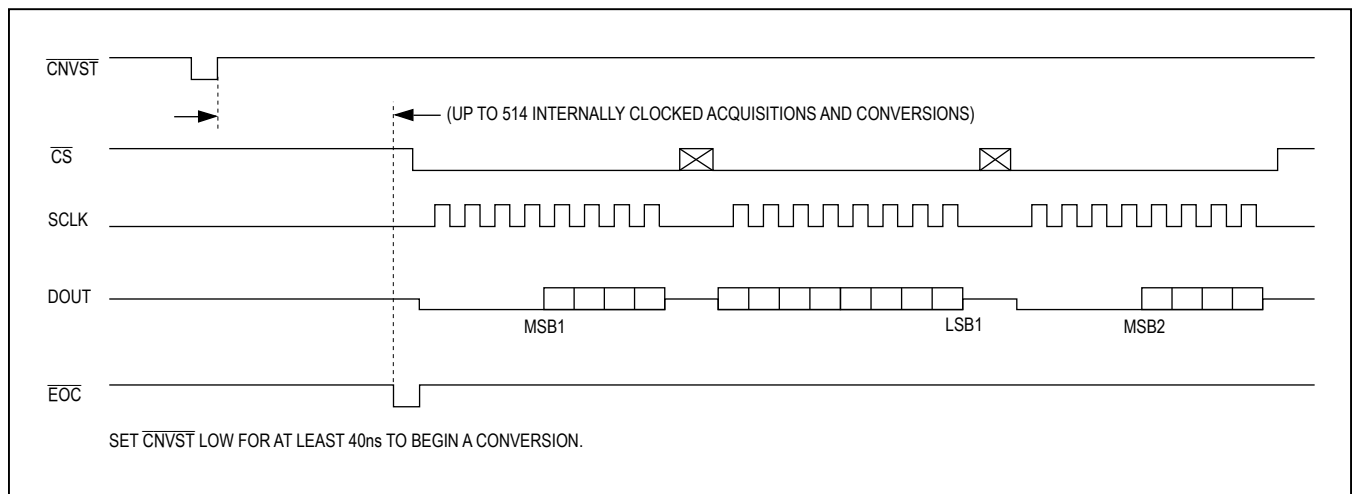 CNVST
(UP TO 514 INTERNALLY CLOCKED ACQUISITIONS AND CONVERSIONS)
CS
SCLK
DOUT
MSB1
LSB1
MSB2
EOC
SET CNVST LOW FOR AT LEAST 40ns TO BEGIN A CONVERSION.